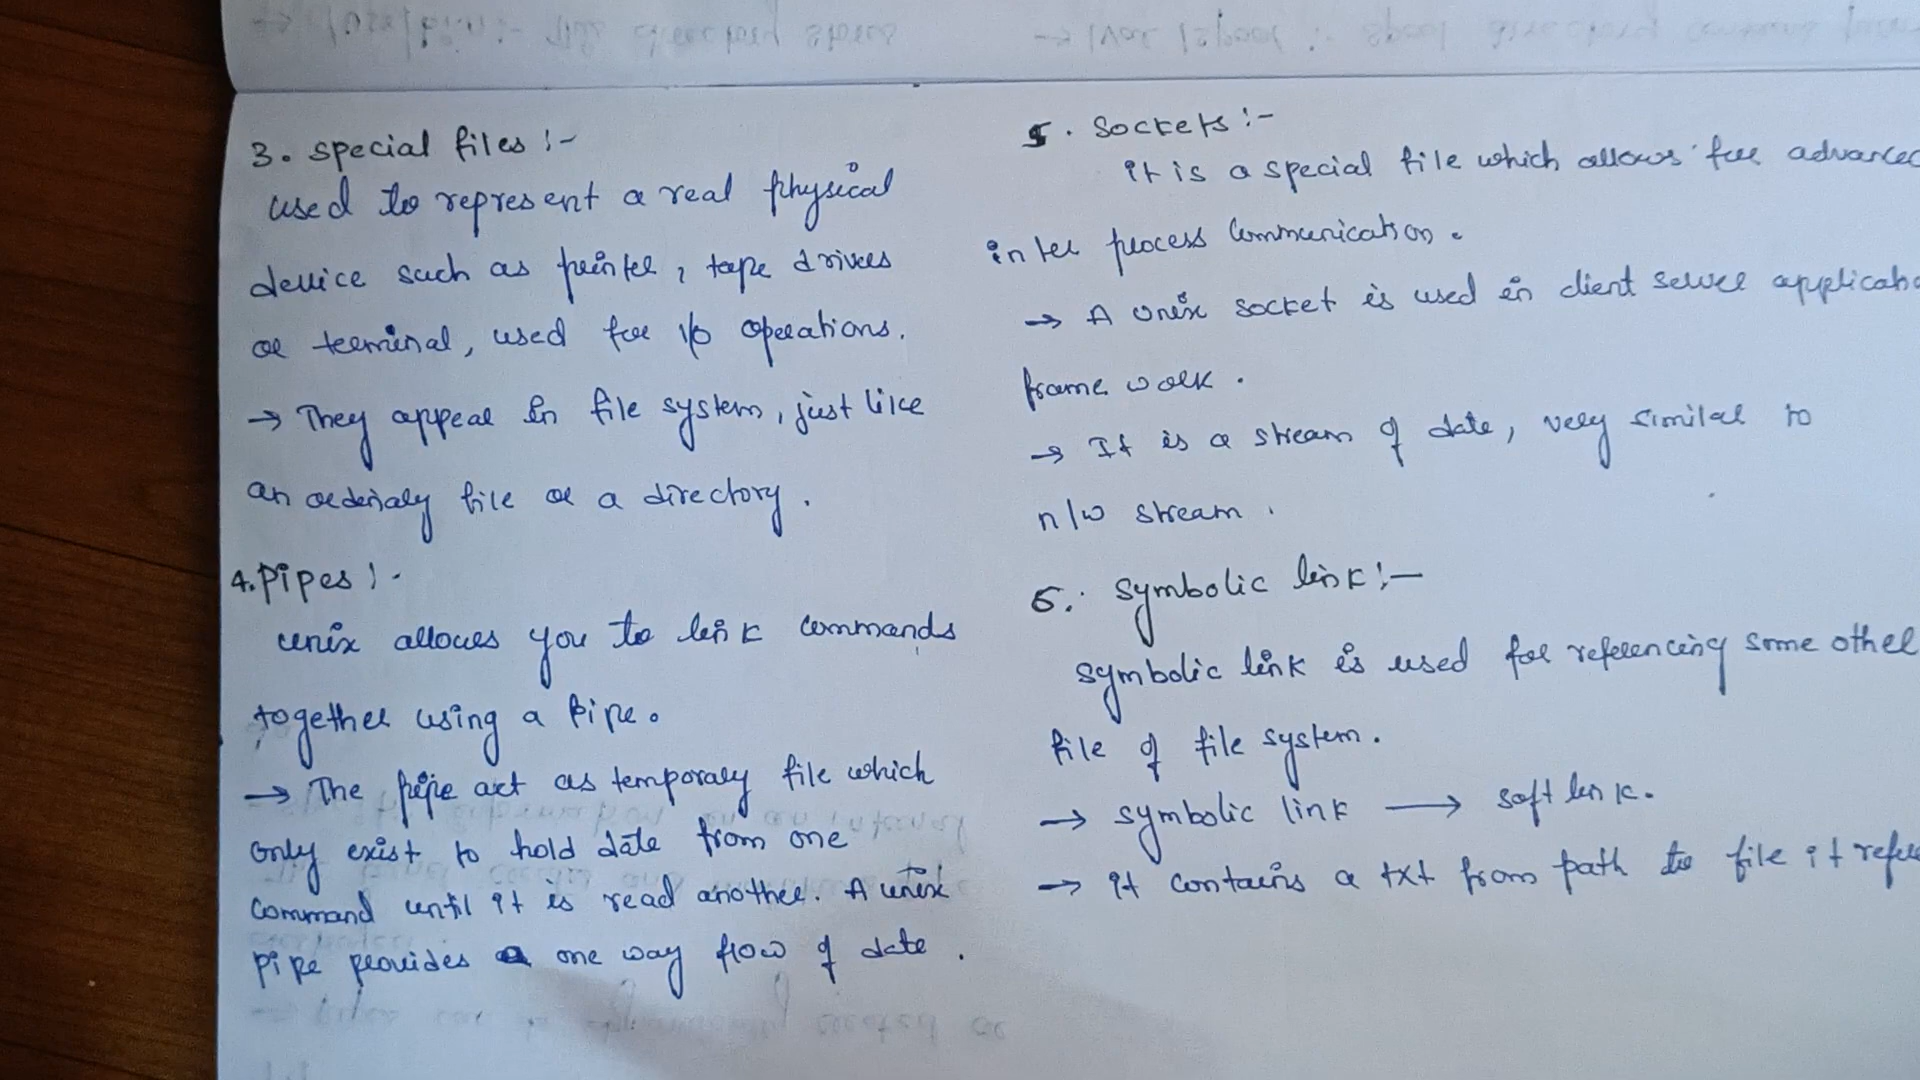 3. special files :-
used to represent a real physical
device such as printer, tape drives
or terminal, used for i/o operations.
→ They appear in file system, just like
an ordinary file or a directory.
4. Pipes :-
unix allows you to link commands
together using a pipe.
→ The pipe act as temporary file which
only exist to hold data from one
command until it is read another. A unix
pipe provides a one way flow of data.
5. Sockets :-
it is a special file which allows for advanced
inter process communication.
→ A unix socket is used in client server
frame work.
→ It is a stream of data, very similar to
n/w stream.
6. symbolic link :-
symbolic link is used for referencing some other
file of file system.
→ symbolic link → soft link.
→ it contains a txt from path to file it